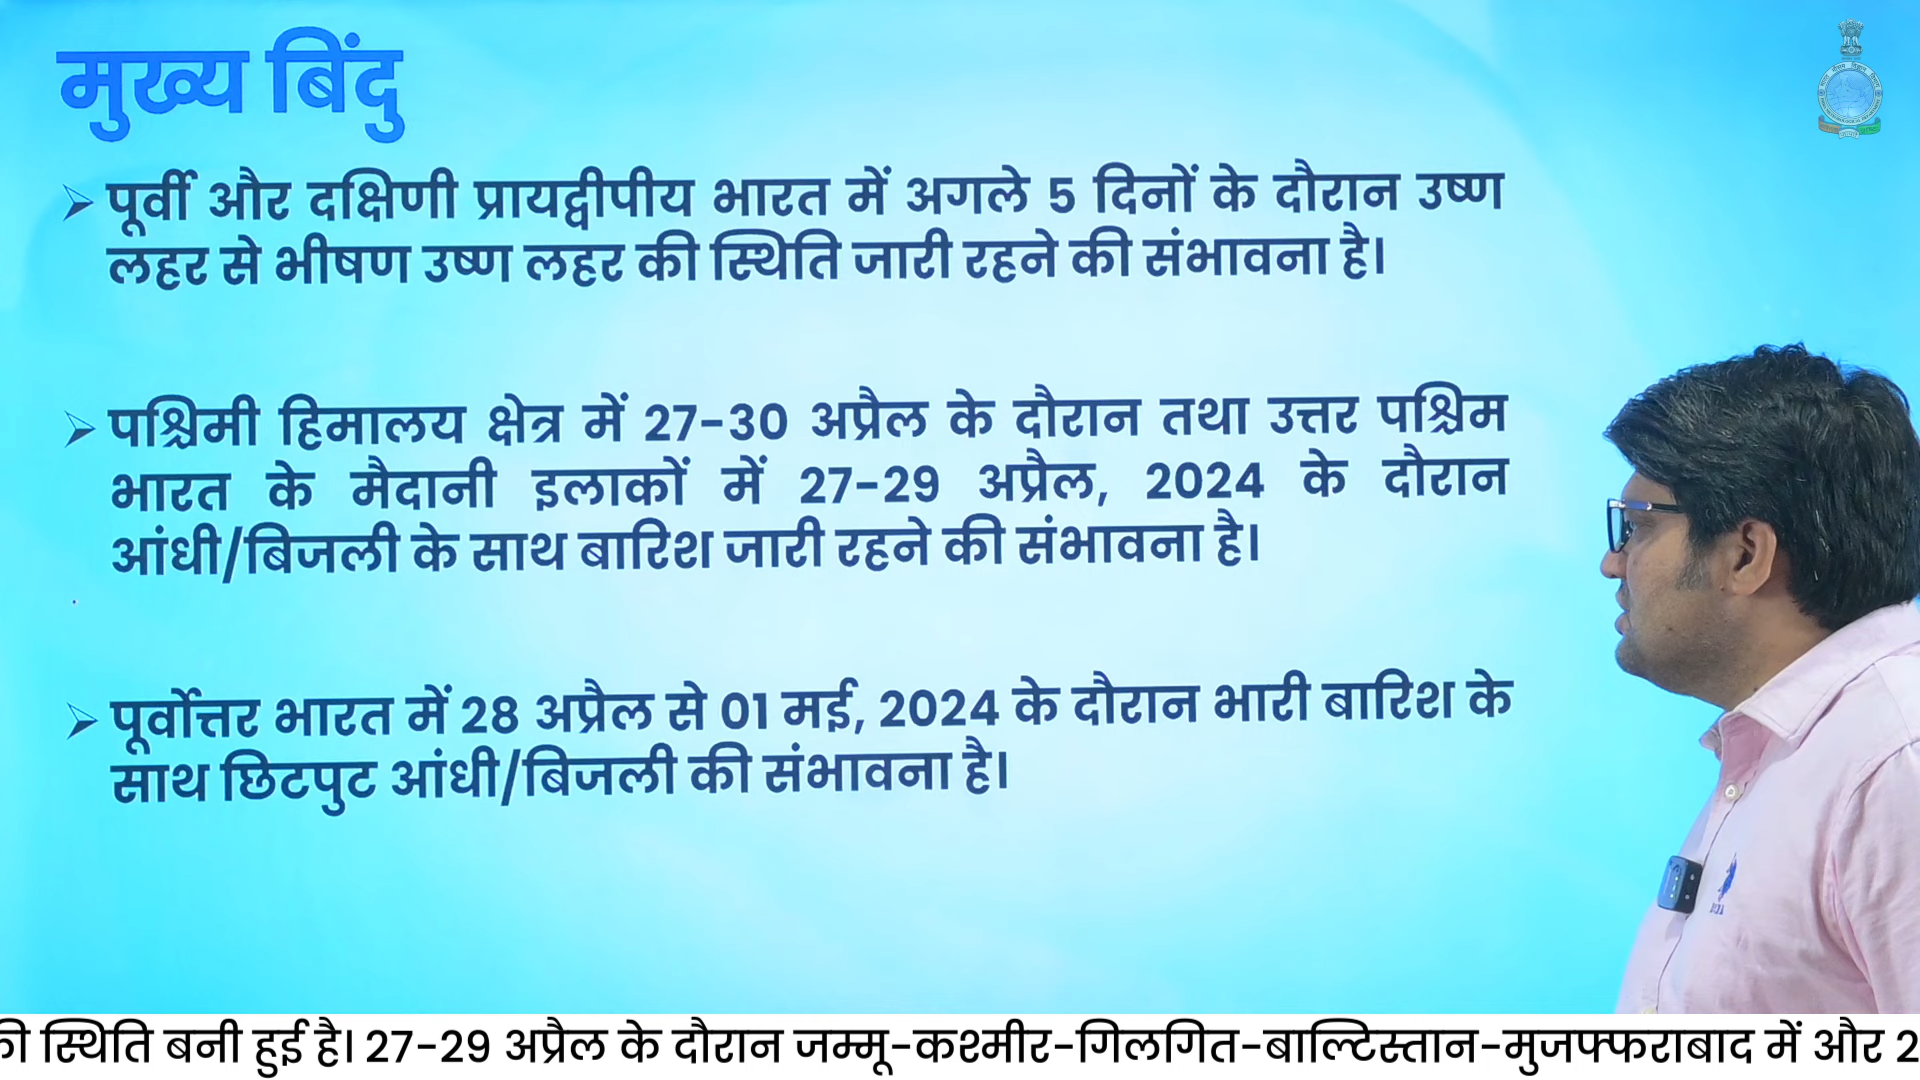 मुख्य बिंदु
पूर्वी और दक्षिणी प्रायद्वीपीय भारत में अगले 5 दिनों के दौरान उष्ण
लहर से भीषण उष्ण लहर की स्थिति जारी रहने की संभावना है।
पश्चिमी हिमालय क्षेत्र में 27-30 अप्रैल के दौरान तथा उत्तर पश्चिम
भारत के मैदानी इलाकों में 27-29 अप्रैल, 2024 के दौरान
आंधी/बिजली के साथ बारिश जारी रहने की संभावना है।
पूर्वोत्तर भारत में 28 अप्रैल से 01 मई, 2024 के दौरान भारी बारिश के
साथ छिटपुट आंधी/बिजली की संभावना है।
स्थिति बनी हुई है। 27-29 अप्रैल के दौरान जम्मू-कश्मीर-गिलगित-बाल्टिस्तान-मुजफ्फराबाद में और 2